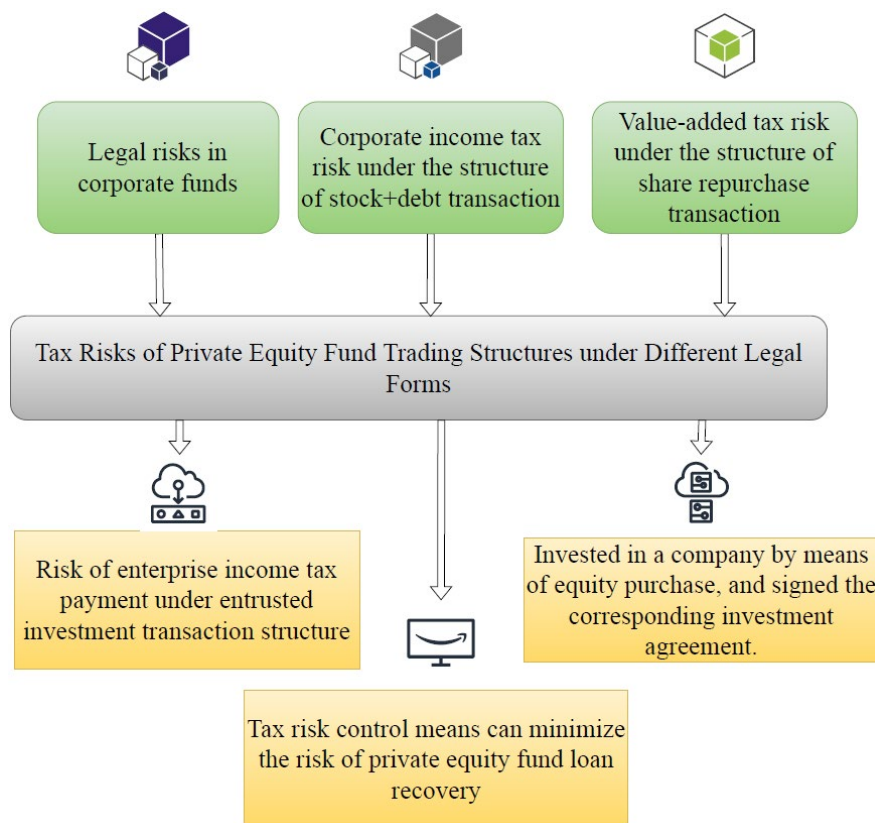 Legal risks in
corporate funds
Corporate income tax
risk under the structure
of stock+debt transaction
Value-added tax risk
under the structure of
share repurchase
transaction
Tax Risks of Private Equity Fund Trading Structures under Different Legal
Forms
Risk of enterprise income tax
payment under entrusted
investment transaction structure
Invested in a company by means
of equity purchase, and signed the
corresponding investment
agreement.
Tax risk control means can minimize
the risk of private equity fund loan
recovery